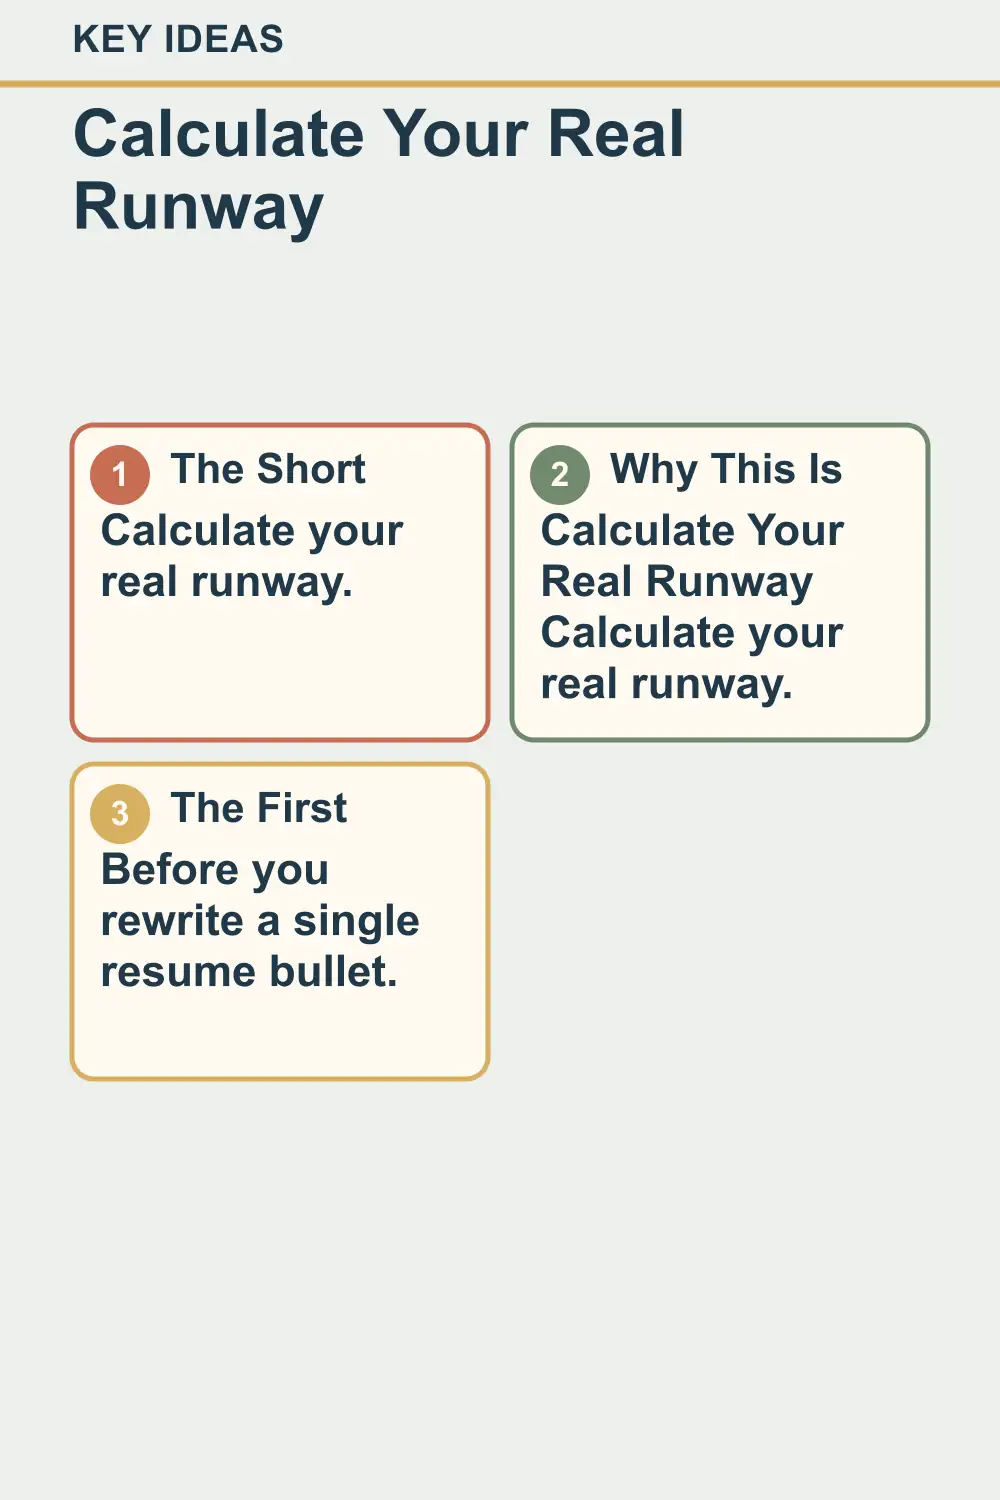 KEY IDEAS
Calculate Your Real
Runway
1 The Short
Calculate your
real runway.
2 Why This Is
Calculate Your
Real Runway
Calculate your
real runway.
3 The First
Before you
rewrite a single
resume bullet.